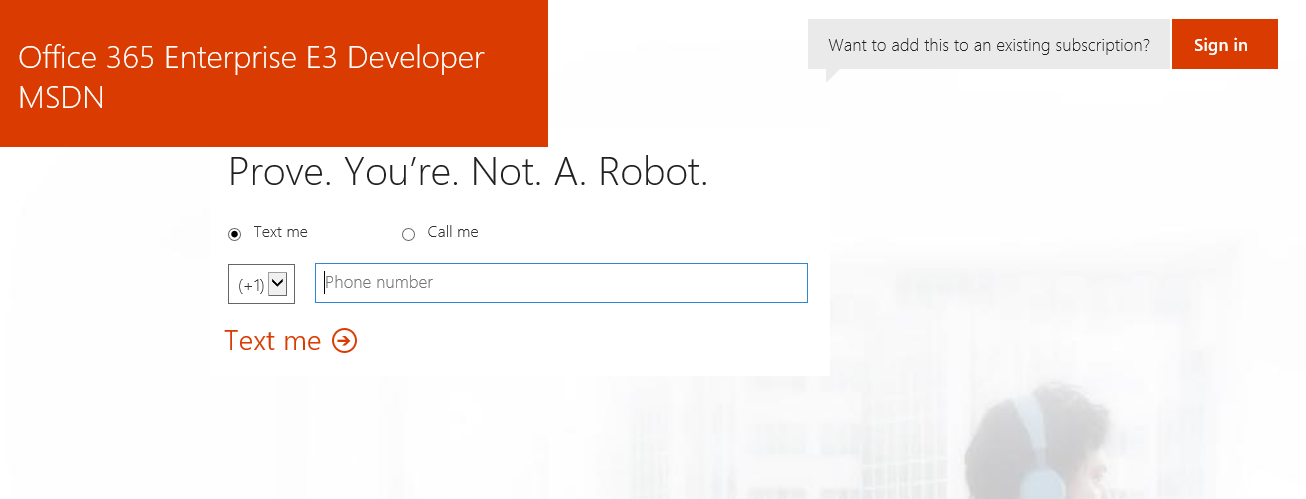 Office 365 Enterprise E3 Developer
MSDN
Want to add this to an existing subscription?
Sign in
Prove. You’re. Not. A. Robot.
Text me
Call me
(+1)
Phone number
Text me